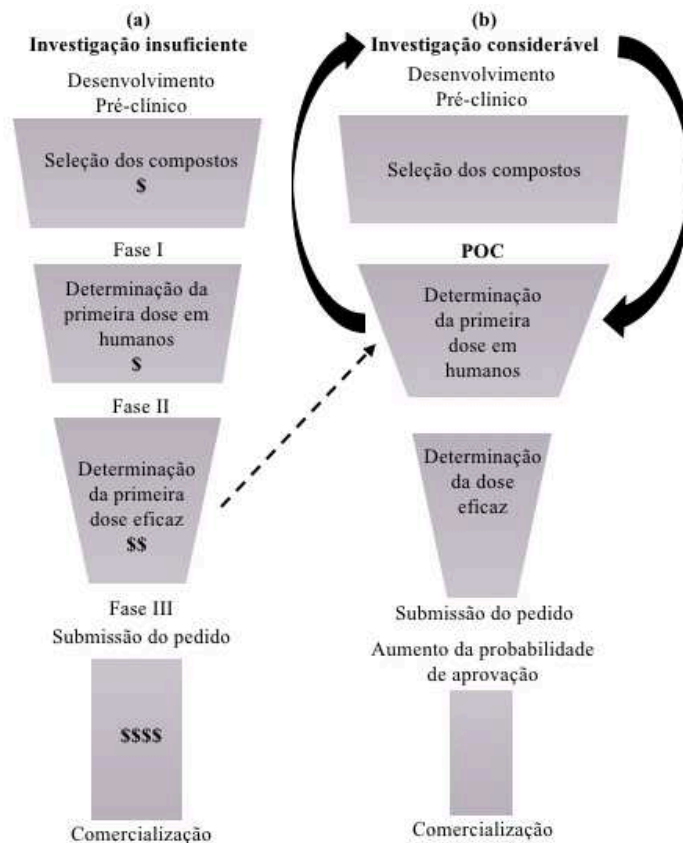 (a)
Investigação insuficiente
Desenvolvimento
Pré-clínico
Seleção dos compostos
$
Fase I
Determinação da
primeira dose em
humanos
$
Fase II
Determinação
da primeira
dose eficaz
$$
Fase III
Submissão do pedido
$$$$
Comercialização
(b)
Investigação considerável
Desenvolvimento
Pré-clínico
Seleção dos compostos
POC
Determinação
da primeira
dose em
humanos
Determinação
da dose
eficaz
Submissão do pedido
Aumento da probabilidade
de aprovação
Comercialização